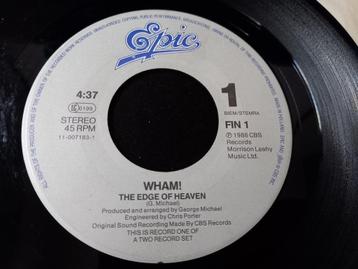 Epic
4:37
LC 0199
STEREO
45 RPM
11-007183-1
1
BIEM/STEMRA
FIN 1
℗ 1986 CBS
Records
Morrison Leahy
Music Ltd.
WHAM!
THE EDGE OF HEAVEN
(G. Michael)
Produced and arranged by George Michael
Engineered by Chris Porter
Original Sound Recording Made by CBS Records
THIS IS RECORD ONE OF
A TWO RECORD SET